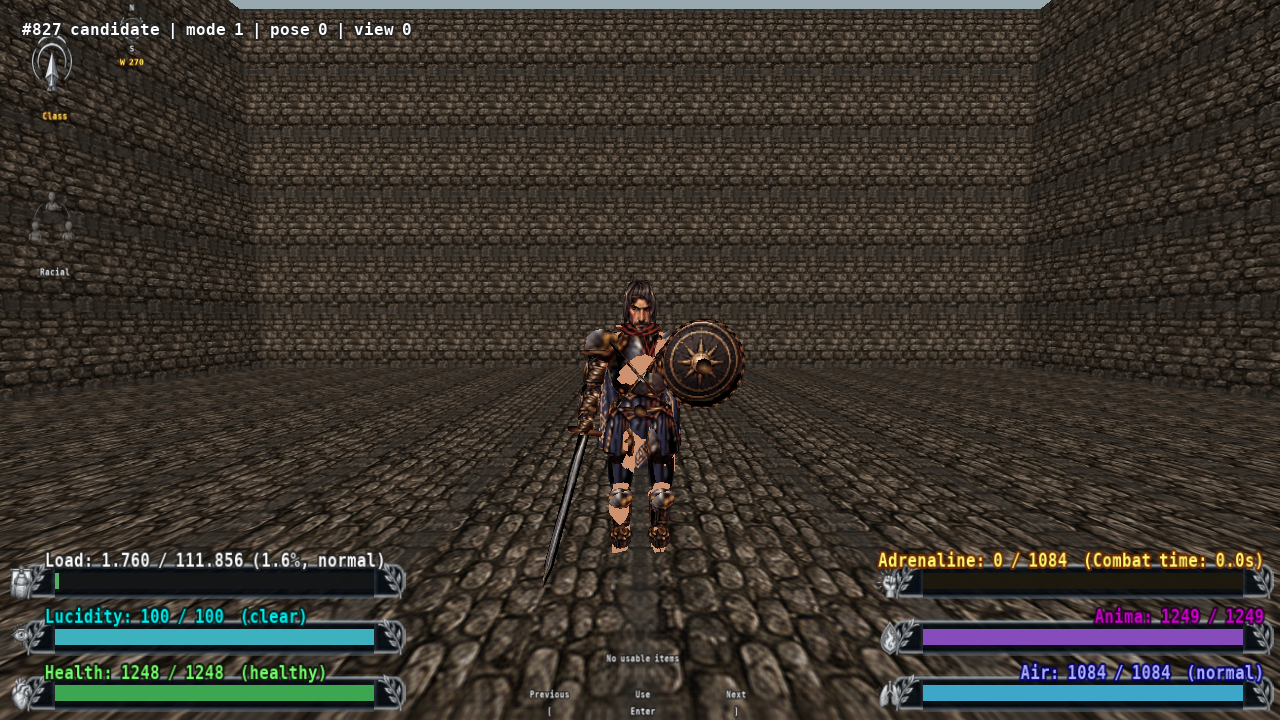 #827 candidate | mode 1 | pose 0 | view 0
N
S
W 270
Class
Racial
Load: 1.760 / 111.856 (1.6%, normal)
Lucidity: 100 / 100 (clear)
Health: 1248 / 1248 (healthy)
Adrenaline: 0 / 1084 (Combat time: 0.0s)
Anima: 1249 / 1249
Air: 1084 / 1084 (normal)
No usable items
Previous Use Next
[ Enter ]